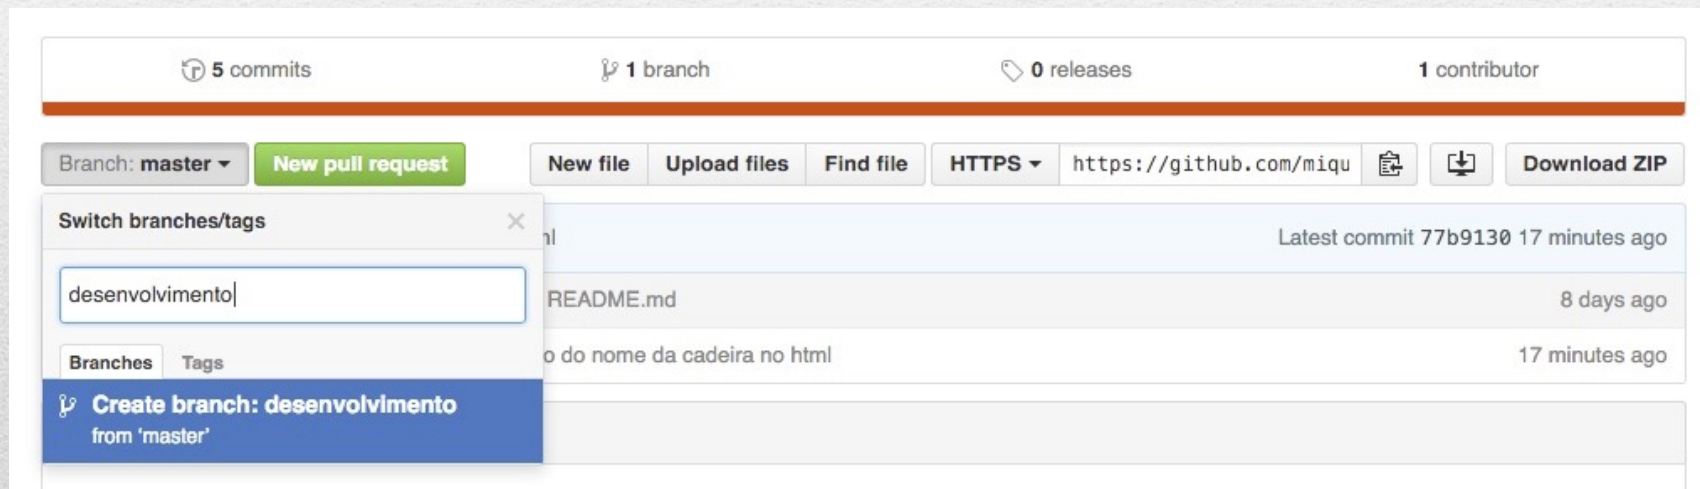 5 commits
1 branch
0 releases
1 contributor
Branch: master
New pull request
New file
Upload files
Find file
HTTPS
https://github.com/miqu
Download ZIP
Switch branches/tags
Latest commit 77b9130 17 minutes ago
desenvolvimento
README.md
8 days ago
Branches
Tags
o do nome da cadeira no html
17 minutes ago
Create branch: desenvolvimento
from 'master'